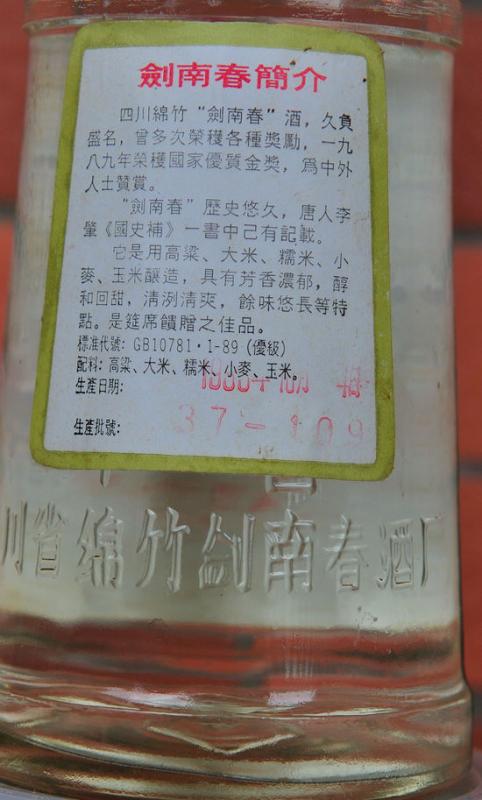 劍南春簡介
四川綿竹“劍南春”酒，久負
盛名，曾多次榮穫各種獎勵，一九
八九年榮穫國家優質金獎，爲中外
人士贊賞。
“劍南春”歷史悠久，唐人李
肇《國史補》一書中己有記載。
它是用高粱、大米、糯米、小
麥、玉米釀造，具有芳香濃郁，醇
和回甜，清洌清爽，餘味悠長等特
點。是筵席饋贈之佳品。
標准代號：GB10781·1-89（優級）
配料：高粱、大米、糯米、小麥、玉米。
生產日期：
生產批號： 37-109
川省绵竹剑南春酒厂